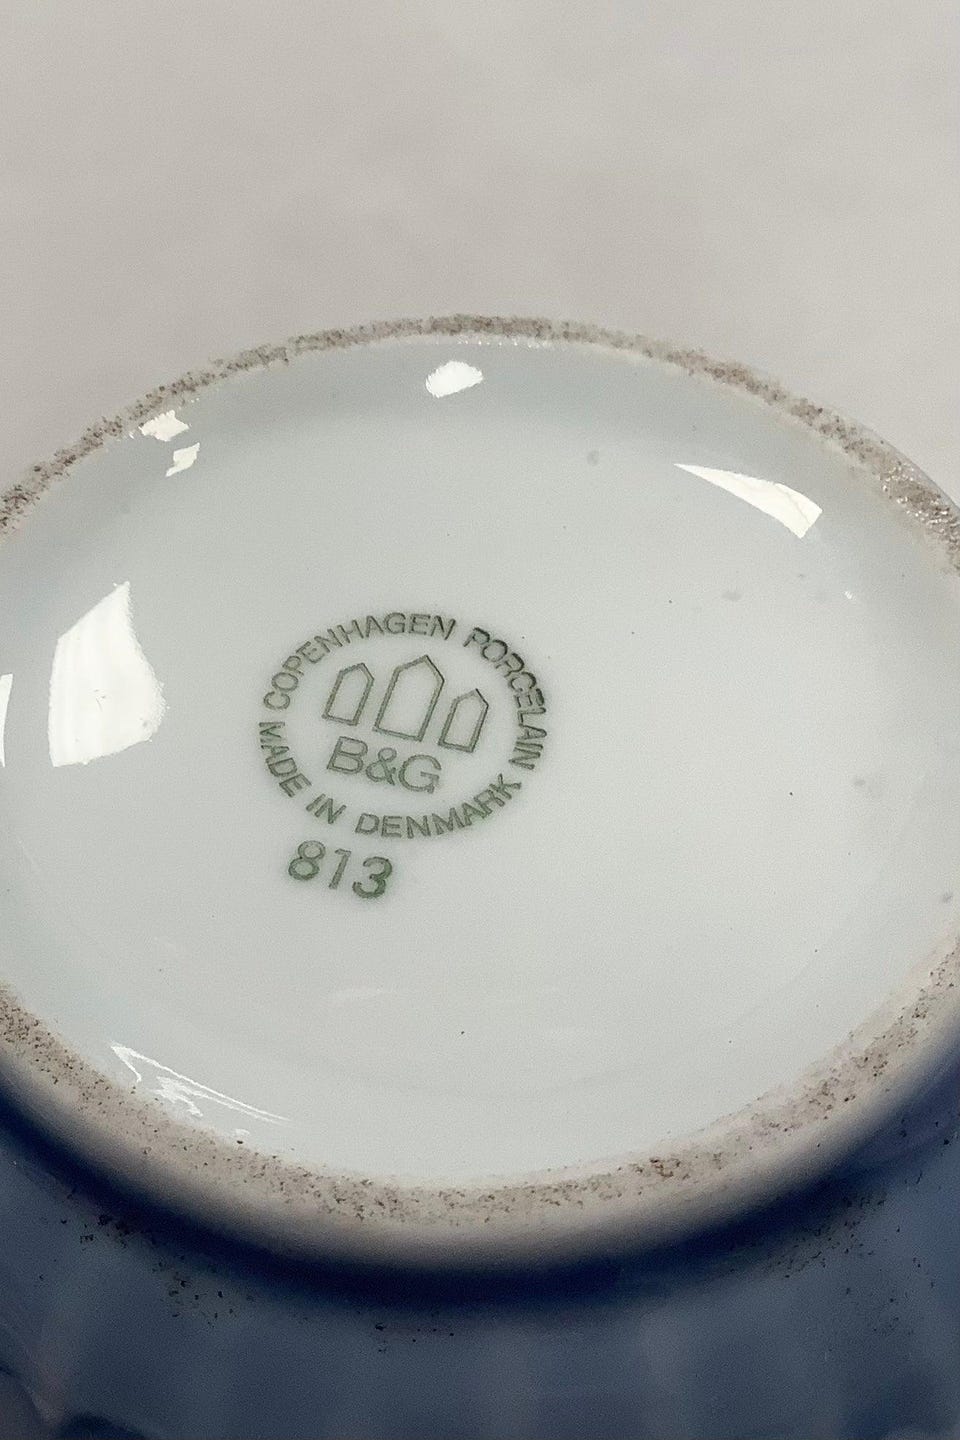 COPENHAGEN PORCELAIN
B&G
MADE IN DENMARK
813